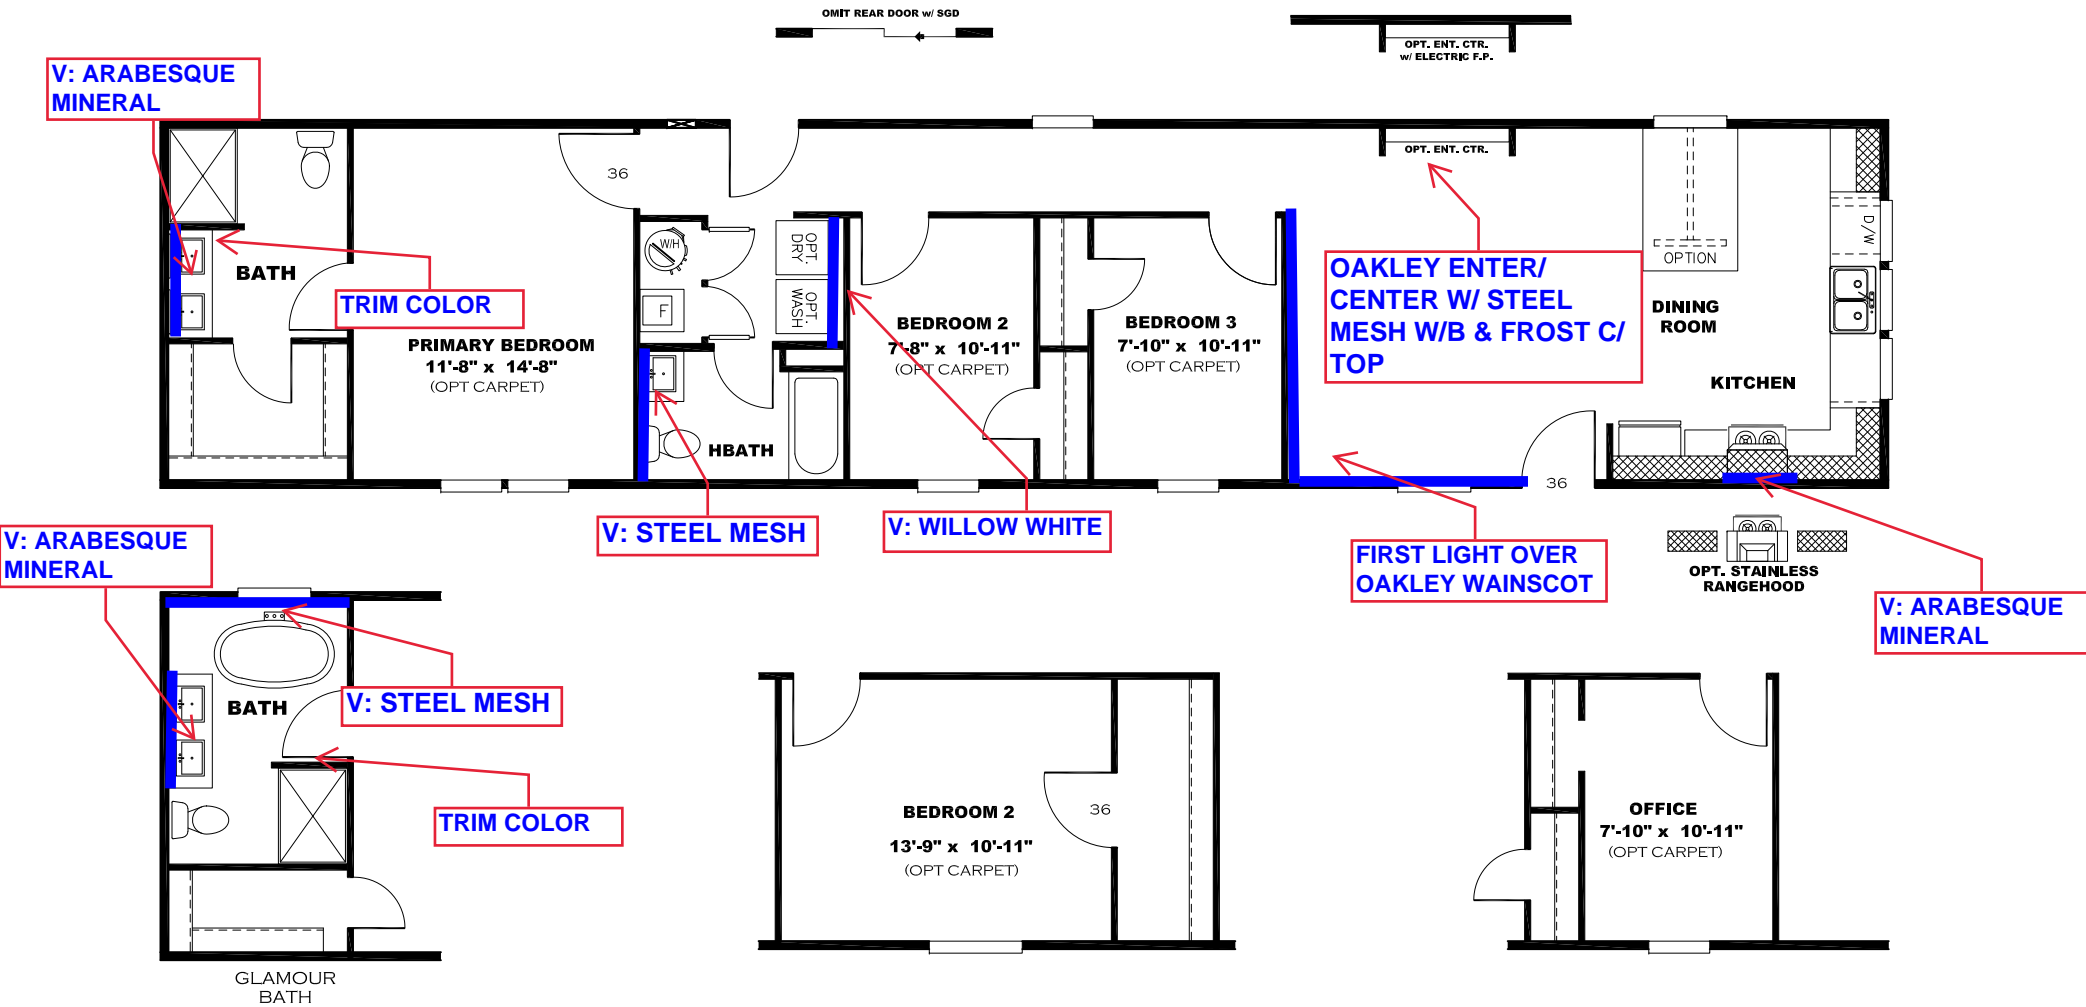 OMIT REAR DOOR w/ SGD
OPT. ENT. CTR.
w/ ELECTRIC F.P.
V: ARABESQUE
MINERAL
36
OPT. ENT. CTR.
D/W
OPTION
W/H
OPT.
DRY
OPT.
WASH
F
BATH
TRIM COLOR
PRIMARY BEDROOM
11'-8" x 14'-8"
(OPT CARPET)
BEDROOM 2
7'-8" x 10'-11"
(OPT CARPET)
BEDROOM 3
7'-10" x 10'-11"
(OPT CARPET)
OAKLEY ENTER/
CENTER W/ STEEL
MESH W/B & FROST C/
TOP
DINING
ROOM
KITCHEN
HBATH
36
V: STEEL MESH
V: WILLOW WHITE
FIRST LIGHT OVER
OAKLEY WAINSCOT
OPT. STAINLESS
RANGEHOOD
V: ARABESQUE
MINERAL
V: ARABESQUE
MINERAL
BATH
V: STEEL MESH
TRIM COLOR
GLAMOUR
BATH
BEDROOM 2
13'-9" x 10'-11"
(OPT CARPET)
36
OFFICE
7'-10" x 10'-11"
(OPT CARPET)